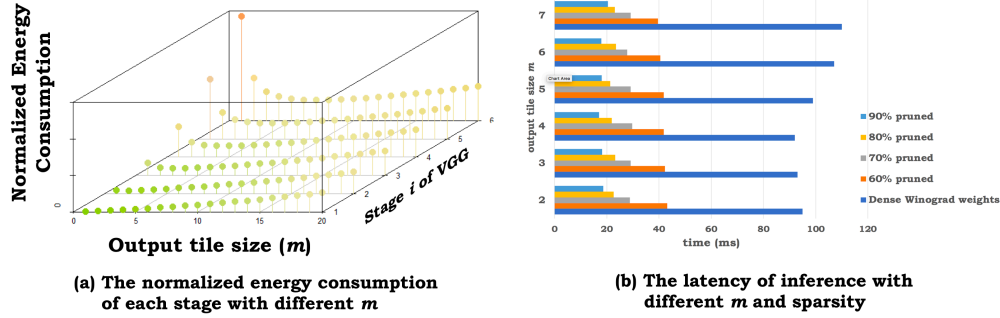 Normalized Energy
Consumption
0
0
5
10
15
20
1
2
3
4
5
Stage i of VGG
Output tile size (m)
(a) The normalized energy consumption
of each stage with different m
output tile size m
7
6
5
4
3
2
Chart Area
0
20
40
60
80
100
120
time (ms)
90% pruned
80% pruned
70% pruned
60% pruned
Dense Winograd weights
(b) The latency of inference with
different m and sparsity